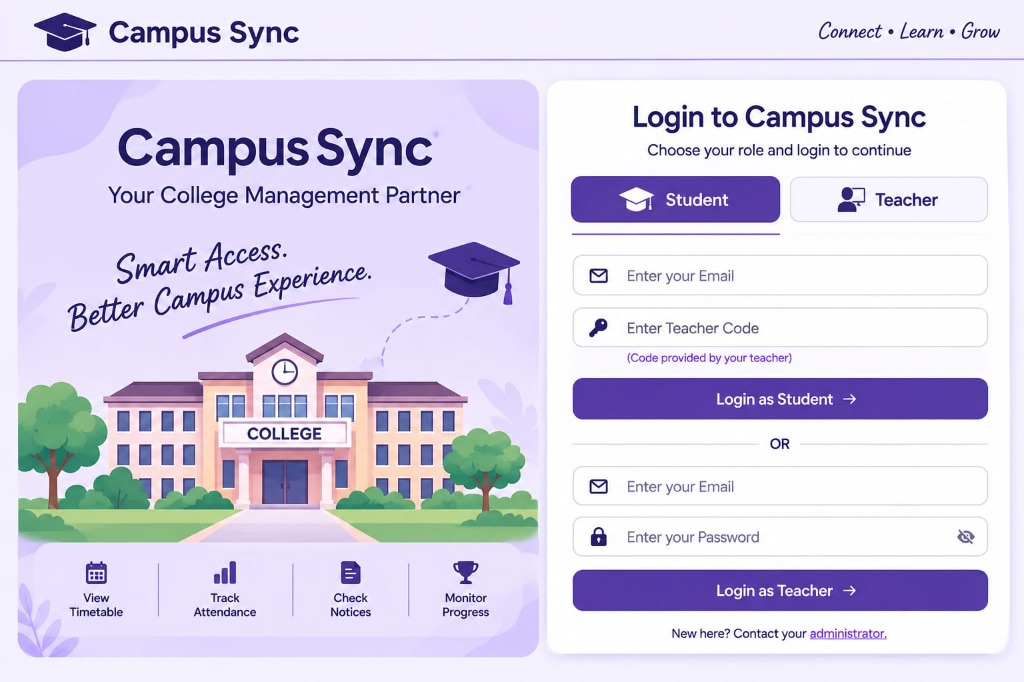 Campus Sync
Connect • Learn • Grow
Campus Sync
Your College Management Partner
Smart Access.
Better Campus Experience.
COLLEGE
View
Timetable
Track
Attendance
Check
Notices
Monitor
Progress
Login to Campus Sync
Choose your role and login to continue
Student
Teacher
Enter your Email
Enter Teacher Code
(Code provided by your teacher)
Login as Student →
OR
Enter your Email
Enter your Password
Login as Teacher →
New here? Contact your administrator.